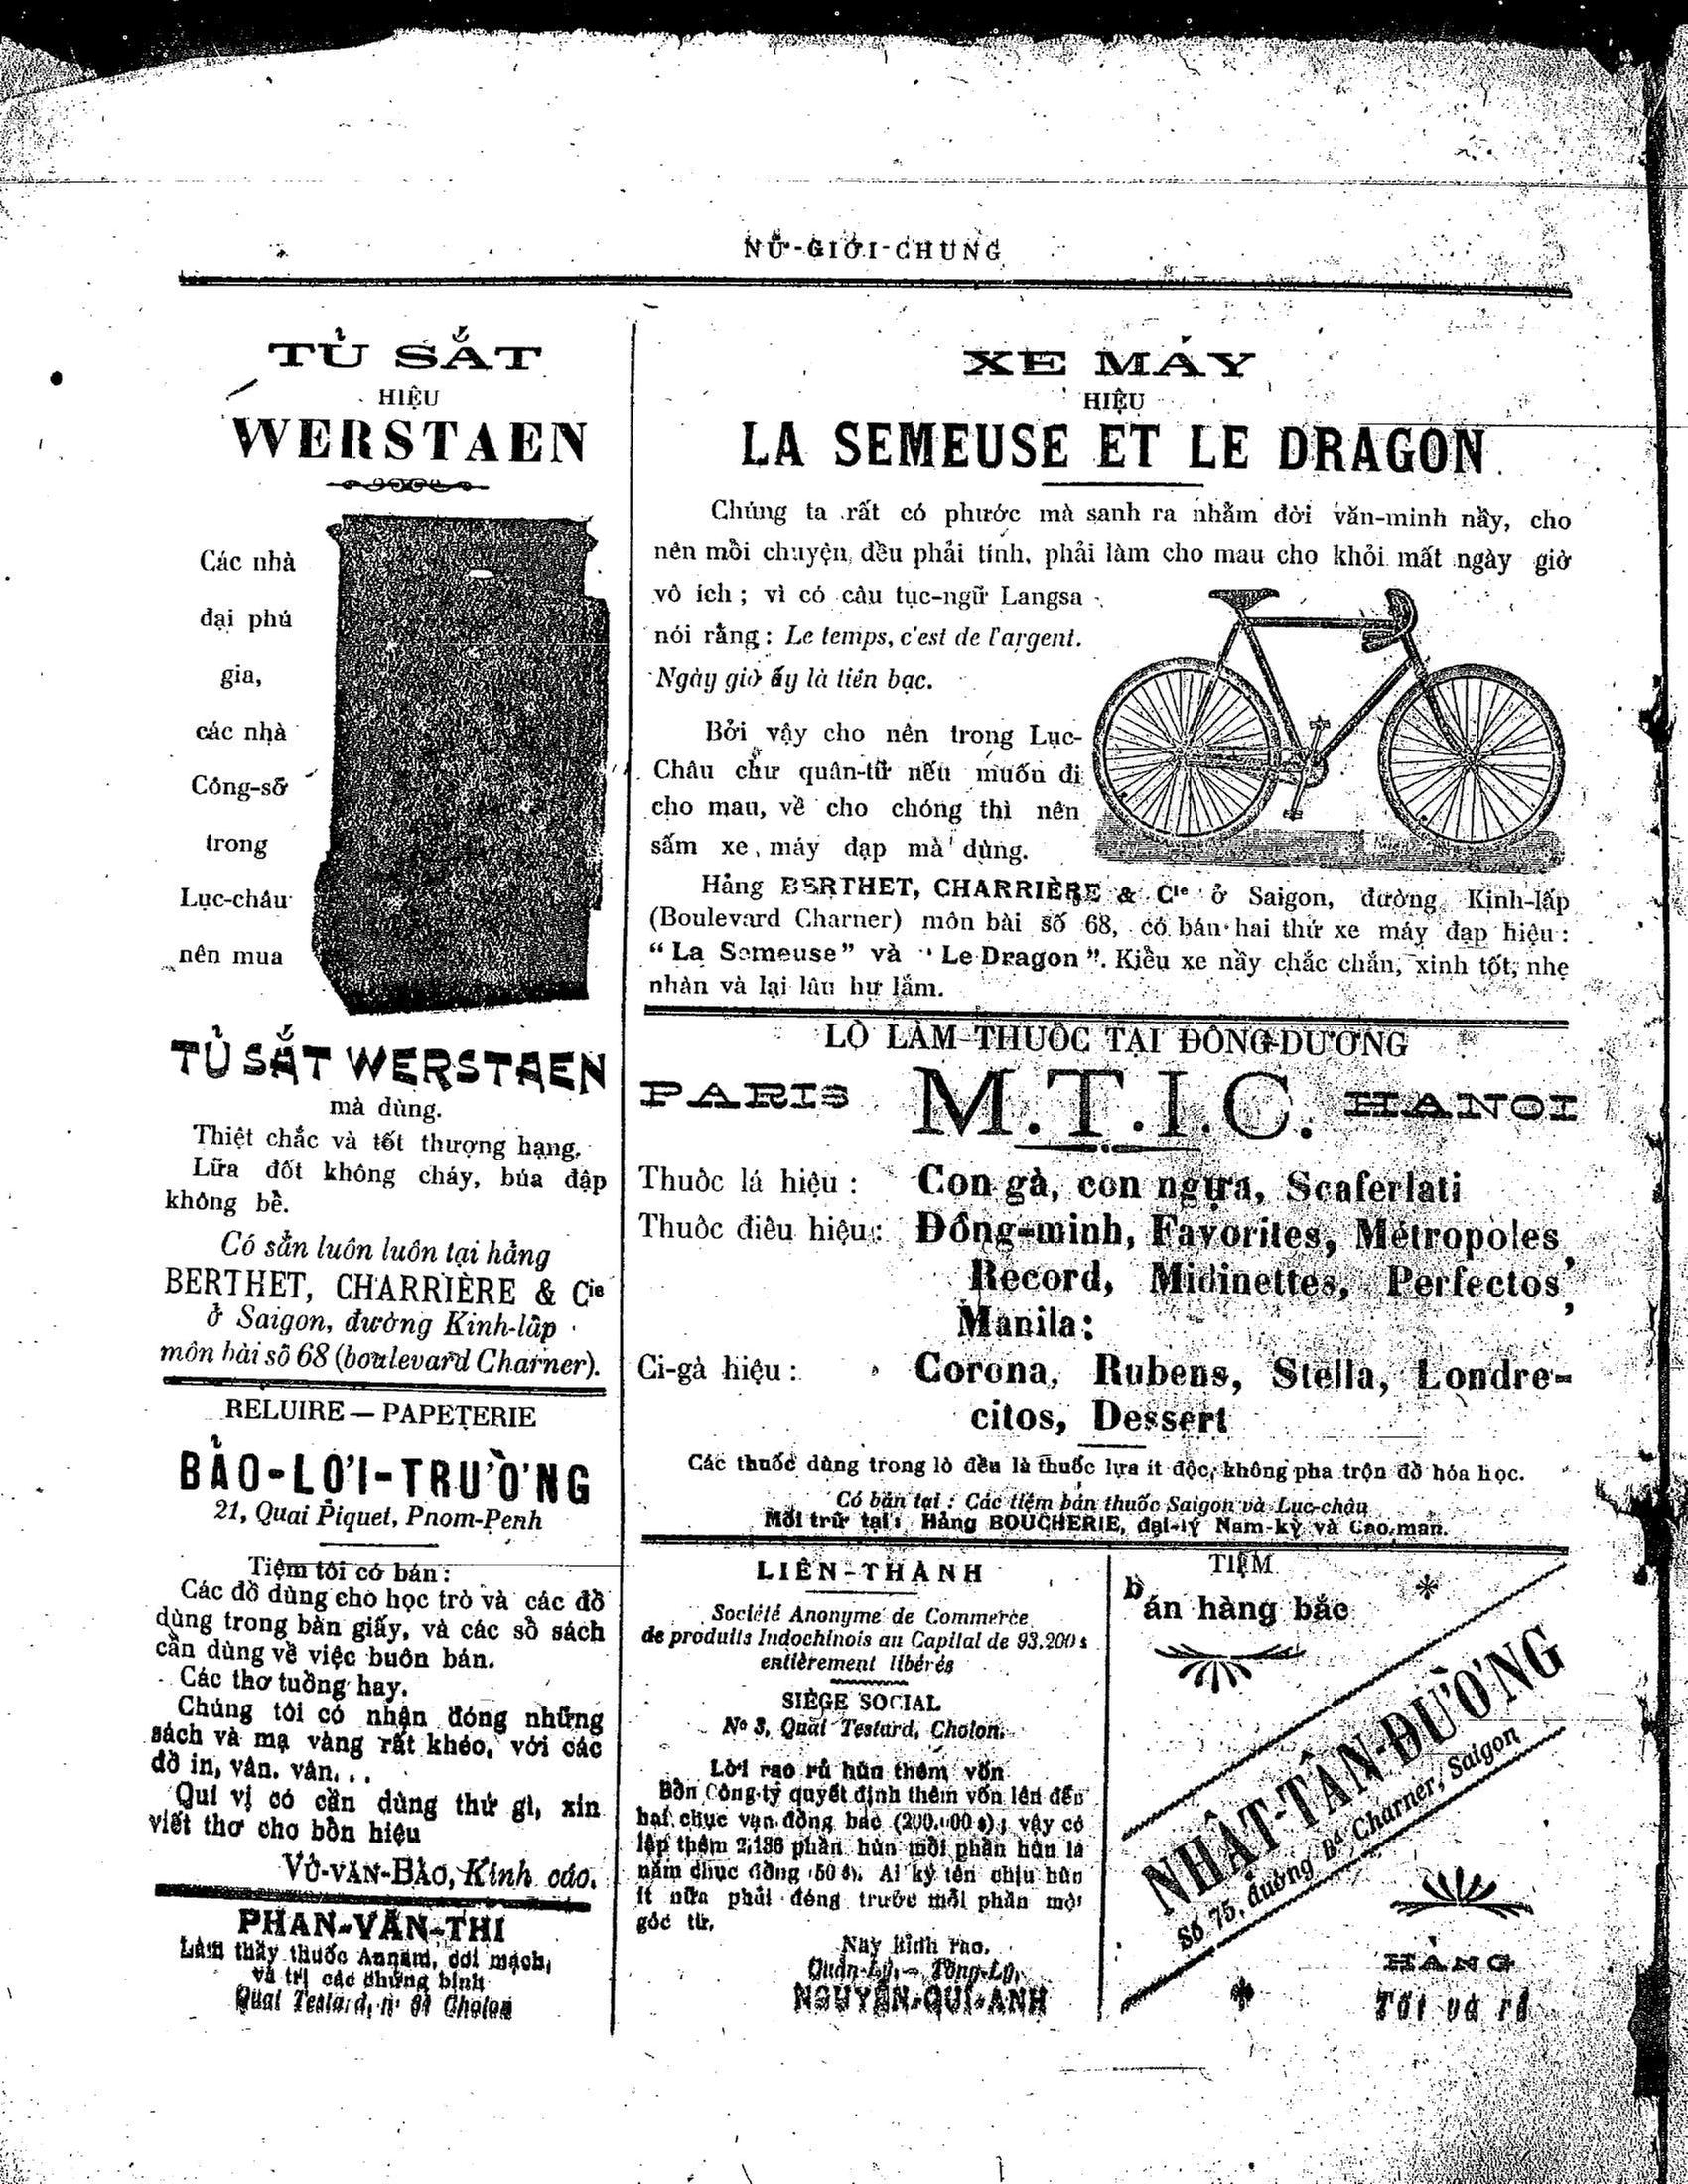 NỮ-GIỚI-CHUNG
TỦ SẮT
HIỆU
WERSTAEN
Các nhà
đại phú
gia,
các nhà
Công-sở
trong
Lục-châu
nên mua
TỦ SẮT WERSTAEN
mà dùng.
Thiệt chắc và tốt thượng hạng.
Lửa đốt không cháy, búa đập
không bể.
Có sẳn luôn luôn tại hảng
BERTHET, CHARRIÈRE & Cie
ở Saigon, đường Kinh-lấp
môn bài số 68 (boulevard Charner).
RELUIRE — PAPETERIE
BẢO-LỢI-TRƯỜNG
21, Quai Piquet, Pnom-Penh
Tiệm tôi có bán :
Các đồ dùng cho học trò và các đồ
dùng trong bàn giấy, và các sổ sách
cần dùng về việc buôn bán.
Các thơ tuồng hay.
Chúng tôi có nhận đóng những
sách và mạ vàng rất khéo, với các
đồ in, vân. vân...
Quí vị có cần dùng thứ gì, xin
viết thơ cho bổn hiệu
VÕ-VĂN-BẢO, Kính cáo.
PHAN-VĂN-THI
Làm thầy thuốc Annam, coi mạch,
và trị các chứng bịnh
Quai Testard, n° 81 Cholon
XE MÁY
HIỆU
LA SEMEUSE ET LE DRAGON
Chúng ta rất có phước mà sanh ra nhằm đời văn-minh nầy, cho
nên mỗi chuyện đều phải tính, phải làm cho mau cho khỏi mất ngày giờ
vô ích ; vì có câu tục-ngữ Langsa
nói rằng : Le temps, c'est de l'argent.
Ngày giờ ấy là tiền bạc.
Bởi vậy cho nên trong Lục-
Châu chư quân-tử nếu muốn đi
cho mau, về cho chóng thì nên
sấm xe máy đạp mà dùng.
Hảng BERTHET, CHARRIÈRE & Cie ở Saigon, đường Kinh-lấp
(Boulevard Charner) môn bài số 68, có bán hai thứ xe máy đạp hiệu :
“ La Semeuse ” và “ Le Dragon ”. Kiểu xe nầy chắc chắn, xinh tốt, nhẹ
nhàn và lại lâu hư lắm.
LÒ LÀM THUỐC TẠI ĐÔNG-DƯƠNG
PARIS M.T.I.C. HANOI
Thuốc lá hiệu : Con gà, con ngựa, Scaferlati
Thuốc điếu hiệu : Đồng-minh, Favorites, Métropoles,
Record, Midinettes, Perfectos,
Manila:
Ci-gà hiệu : Corona, Rubens, Stella, Londre-
citos, Dessert
Các thuốc dùng trong lò đều là thuốc lựa ít độc, không pha trộn đồ hóa học.
Có bán tại : Các tiệm bán thuốc Saigon và Lục-châu
Mối trữ tại : Hảng BOUCHERIE, đại-lý Nam-kỳ và Cao-man.
LIÊN-THÀNH
Société Anonyme de Commerce
de produits Indochinois au Capital de 93.200$
entièrement libérés
SIÈGE SOCIAL
No 3, Quai Testard, Cholon.
Lời rao rủ hùn thêm vốn
Bổn Công-ty quyết định thêm vốn lên đến
hai chục vạn đồng bạc (200.000$) ; vậy có
lập thêm 2.136 phần hùn mỗi phần hùn là
năm chục đồng (50$). Ai ký tên chịu hùn
ít nữa phải đóng trước mỗi phần một
góc tư.
Nay kính rao.
Quản-Lý, — Tổng-Lý,
NGUYỄN-QUÍ-ANH
TIỆM
bán hàng bắc
NHẬT-TÂN-ĐƯỜNG
Số 75, đường Bd Charner, Saigon
HÀNG
Tốt và rẻ